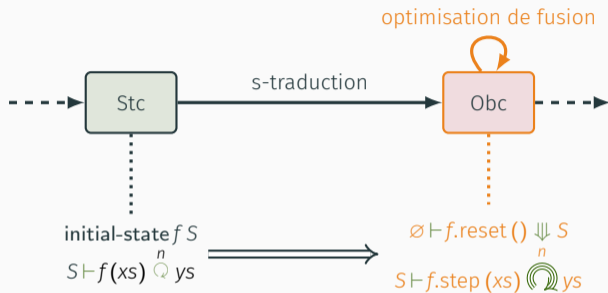 optimisation de fusion
Stc
s-traduction
Obc
initial-state f S
∅ ⊢ f.reset () ⇓ S
n
S ⊢ f(xs) ↻ ys
n
S ⊢ f.step (xs) ↻ ys